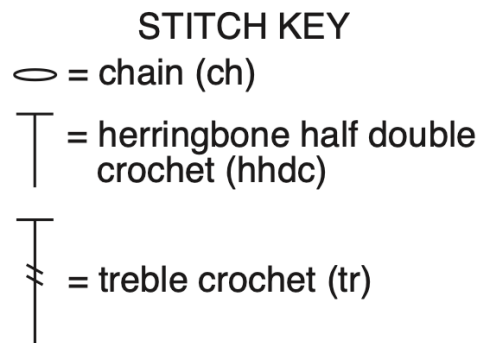 STITCH KEY
= chain (ch)
= herringbone half double
crochet (hhdc)
= treble crochet (tr)